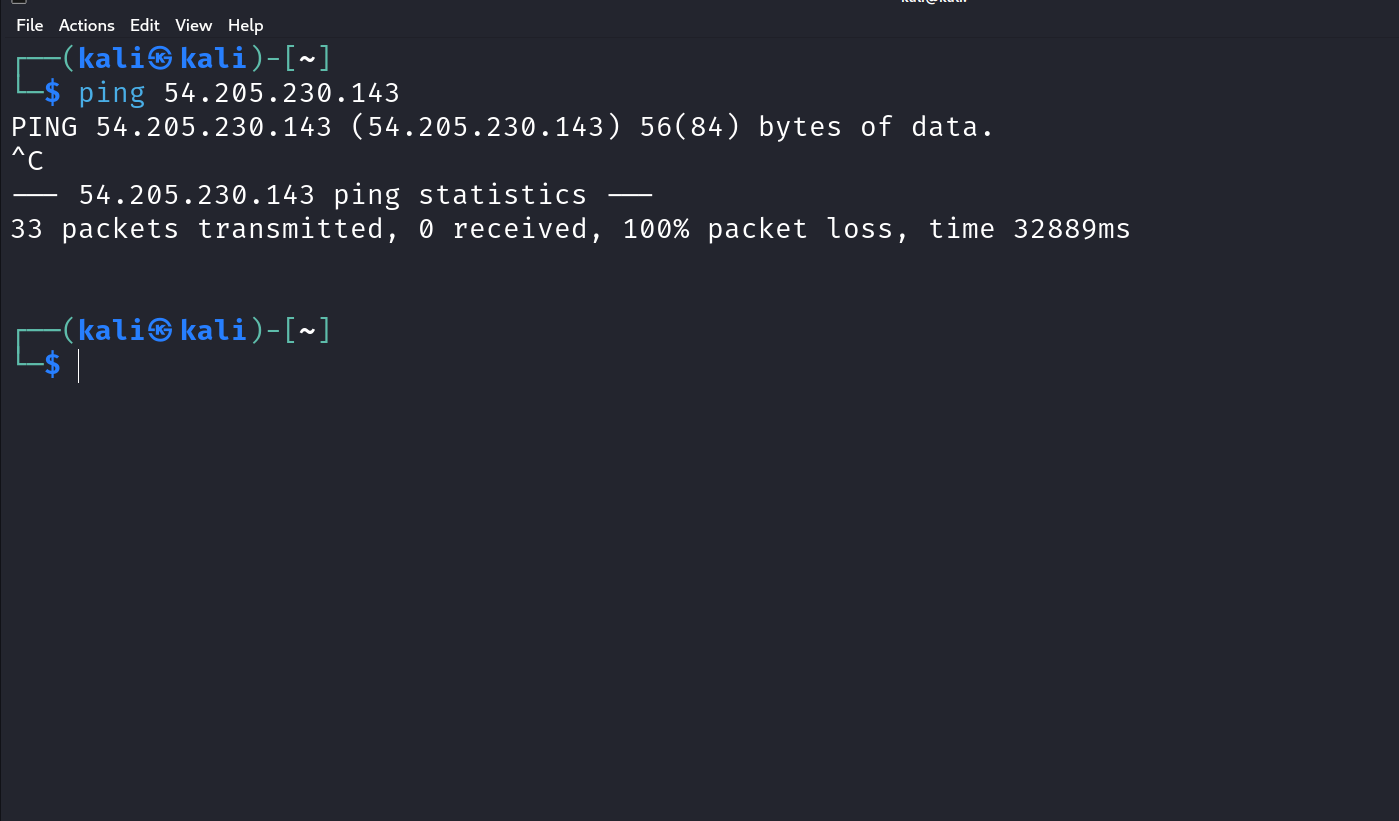 kali@kali
File Actions Edit View Help
┌──(kali㉿kali)-[~]
└─$ ping 54.205.230.143
PING 54.205.230.143 (54.205.230.143) 56(84) bytes of data.
^C
─── 54.205.230.143 ping statistics ───
33 packets transmitted, 0 received, 100% packet loss, time 32889ms
┌──(kali㉿kali)-[~]
└─$